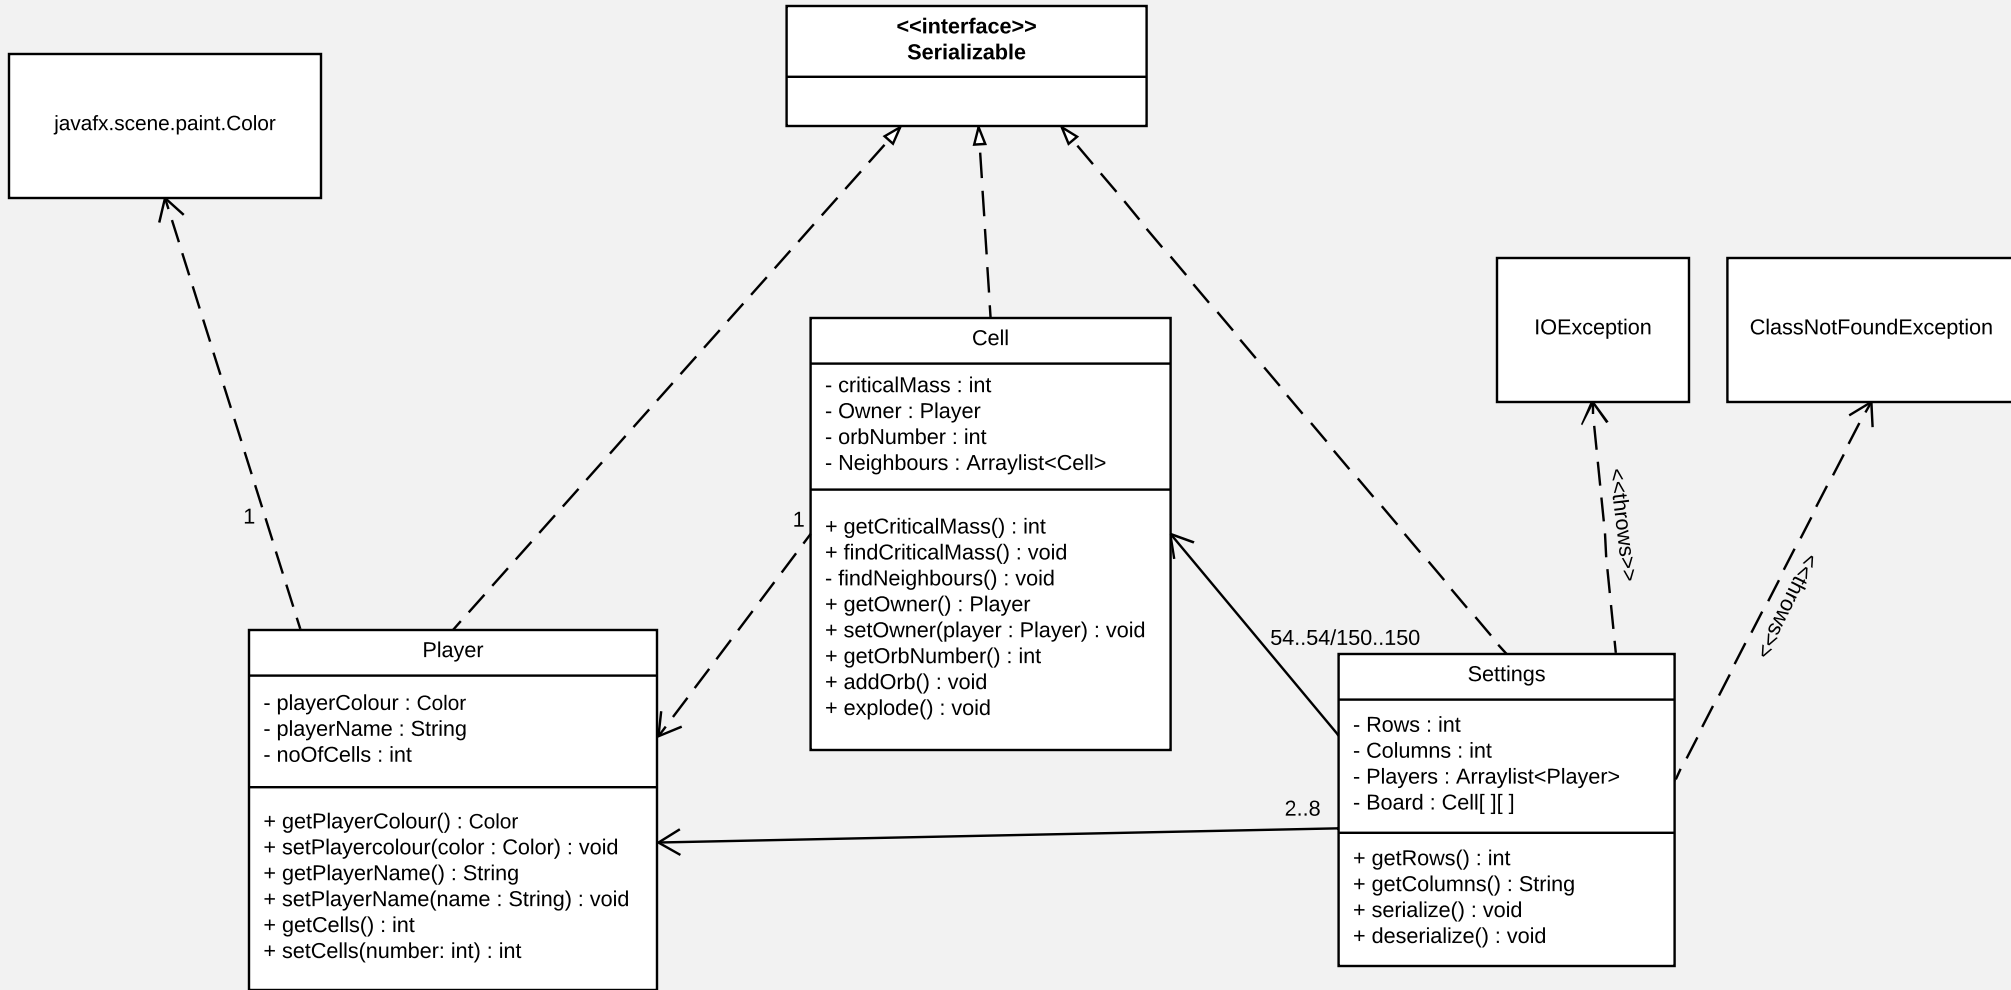 <<interface>>
Serializable
javafx.scene.paint.Color
IOException
ClassNotFoundException
Cell
- criticalMass : int
- Owner : Player
- orbNumber : int
- Neighbours : Arraylist<Cell>
+ getCriticalMass() : int
+ findCriticalMass() : void
- findNeighbours() : void
+ getOwner() : Player
+ setOwner(player : Player) : void
+ getOrbNumber() : int
+ addOrb() : void
+ explode() : void
<<throws>>
<<throws>>
1
1
54..54/150..150
2..8
Player
- playerColour : Color
- playerName : String
- noOfCells : int
+ getPlayerColour() : Color
+ setPlayercolour(color : Color) : void
+ getPlayerName() : String
+ setPlayerName(name : String) : void
+ getCells() : int
+ setCells(number: int) : int
Settings
- Rows : int
- Columns : int
- Players : Arraylist<Player>
- Board : Cell[ ][ ]
+ getRows() : int
+ getColumns() : String
+ serialize() : void
+ deserialize() : void